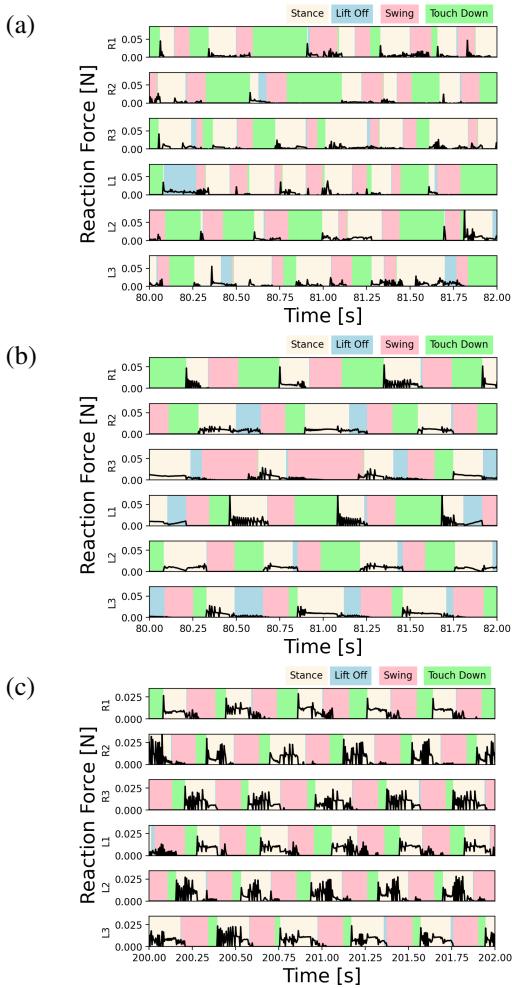 (a)
Stance Lift Off Swing Touch Down
Reaction Force [N]
R1
0.05
0.00
R2
0.05
0.00
R3
0.05
0.00
L1
0.05
0.00
L2
0.05
0.00
L3
0.05
0.00
80.00 80.25 80.50 80.75 81.00 81.25 81.50 81.75 82.00
Time [s]
(b)
Stance Lift Off Swing Touch Down
Reaction Force [N]
R1
0.05
0.00
R2
0.05
0.00
R3
0.05
0.00
L1
0.05
0.00
L2
0.05
0.00
L3
0.05
0.00
80.00 80.25 80.50 80.75 81.00 81.25 81.50 81.75 82.00
Time [s]
(c)
Stance Lift Off Swing Touch Down
Reaction Force [N]
R1
0.025
0.000
R2
0.025
0.000
R3
0.025
0.000
L1
0.025
0.000
L2
0.025
0.000
L3
0.025
0.000
200.00 200.25 200.50 200.75 201.00 201.25 201.50 201.75 202.00
Time [s]